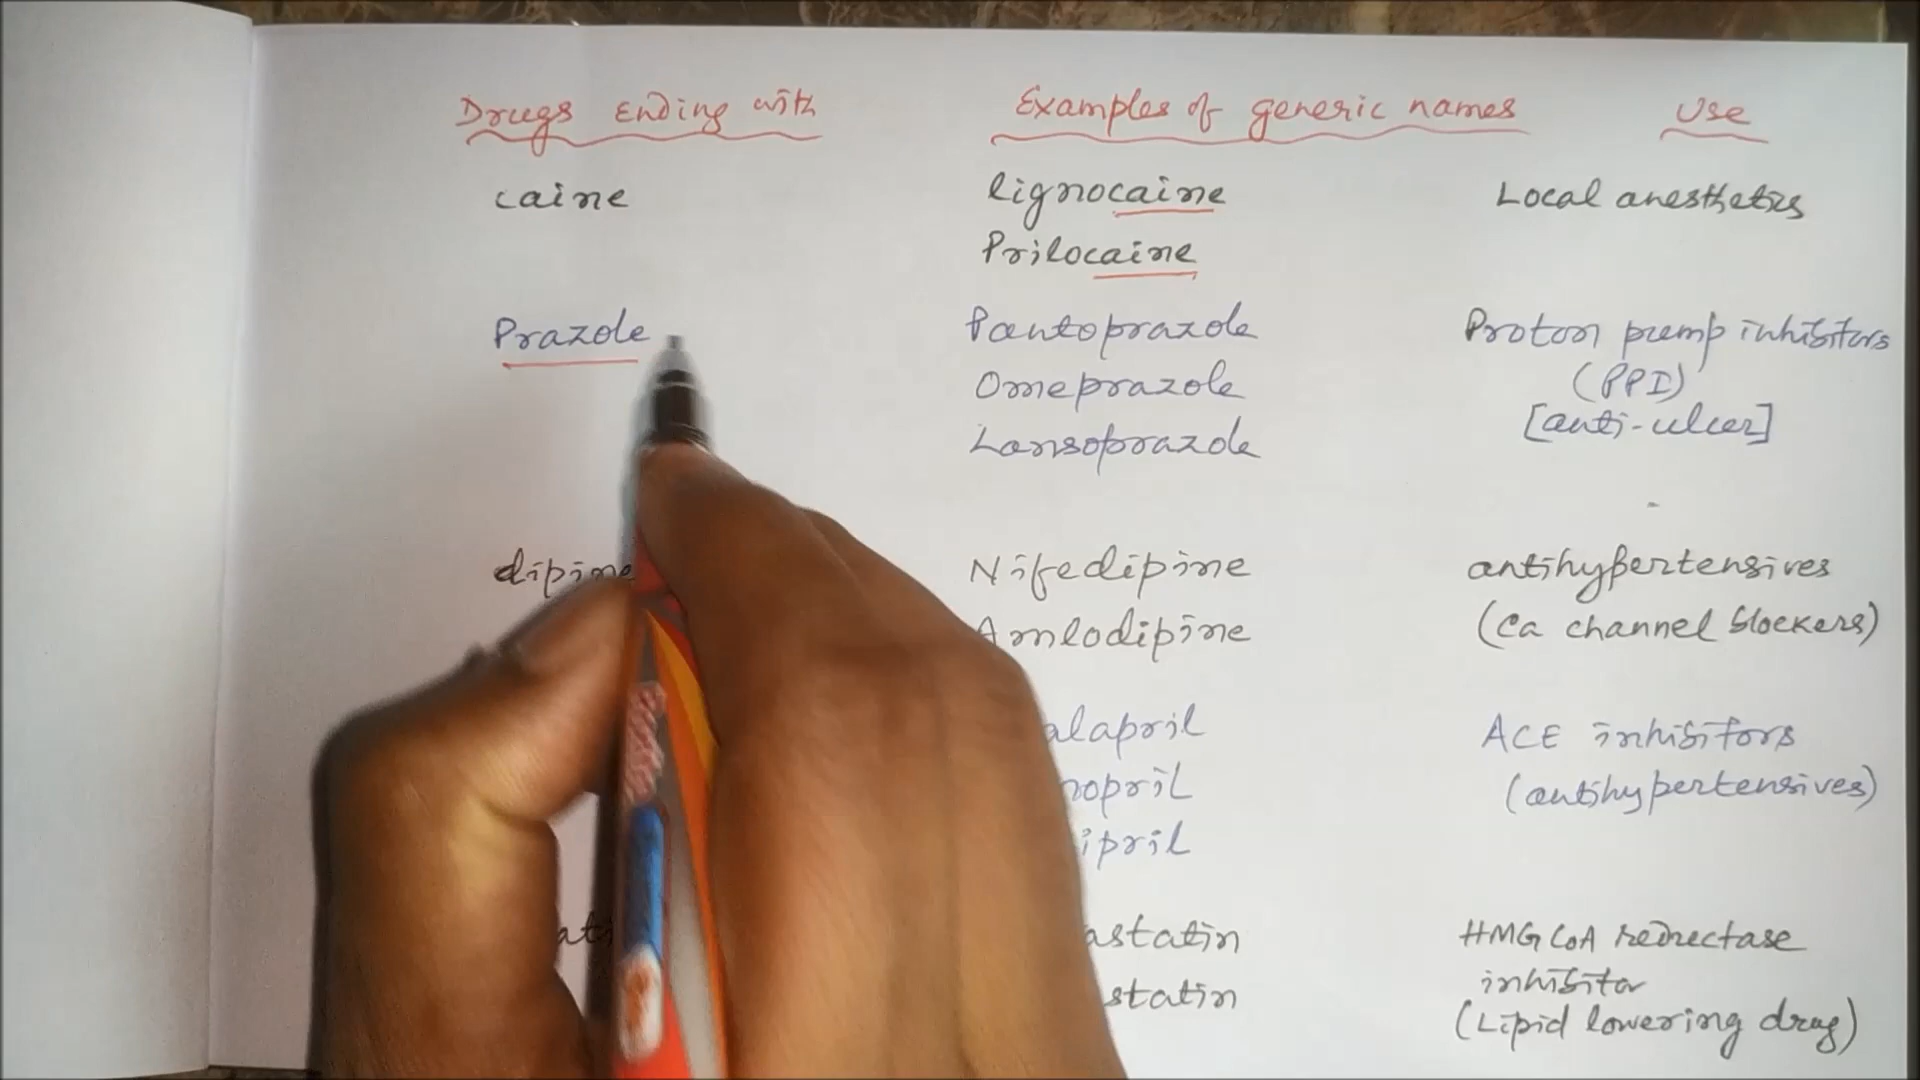 Drugs Ending with Examples of generic names Use
caine lignocaine Local anesthetics
Prilocaine
Prazole Pantoprazole Proton pump inhibitors
Omeprazole (PPI)
Lansoprazole [anti-ulcer]
dipine Nifedipine antihypertensives
Amlodipine (Ca channel blockers)
alapril ACE inhibitors
nopril (antihypertensives)
ipril
astatin HMG CoA reductase
statin inhibitor
(Lipid lowering drug)